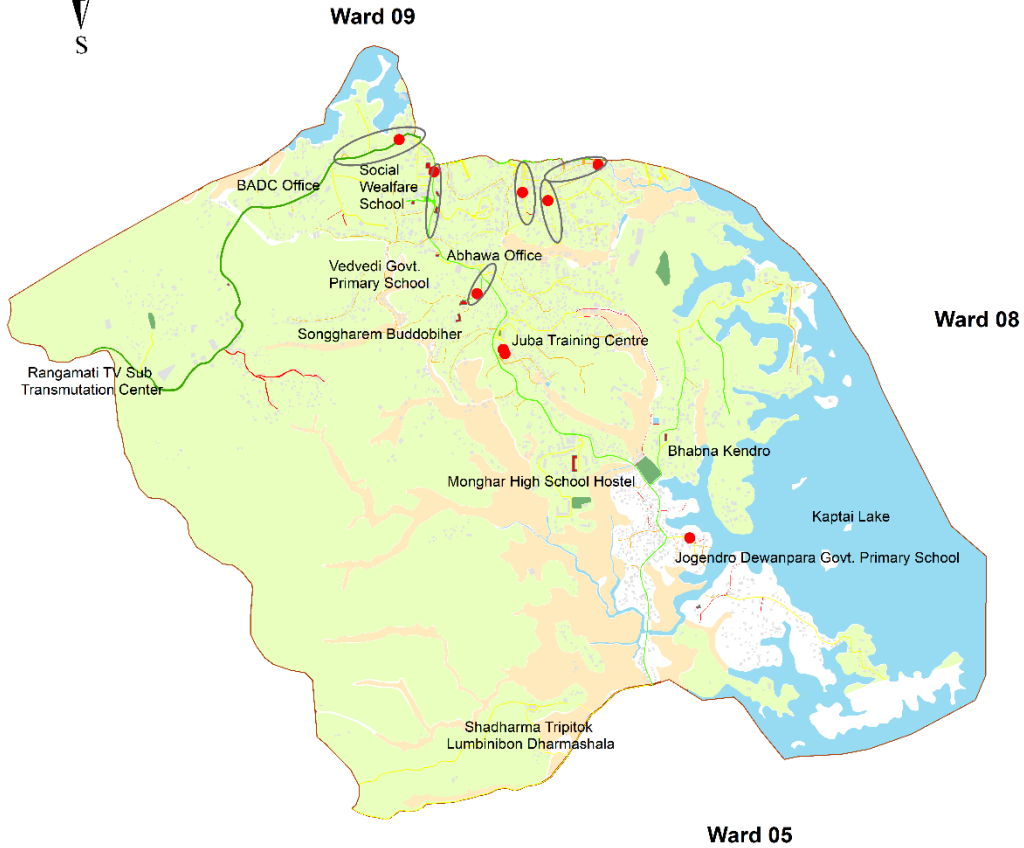 S
Ward 09
BADC Office
Social
Wealfare
School
Abhawa Office
Vedvedi Govt.
Primary School
Songgharem Buddobiher
Ward 08
Juba Training Centre
Rangamati TV Sub
Transmutation Center
Bhabna Kendro
Monghar High School Hostel
Kaptai Lake
Jogendro Dewanpara Govt. Primary School
Shadharma Tripitok
Lumbinibon Dharmashala
Ward 05